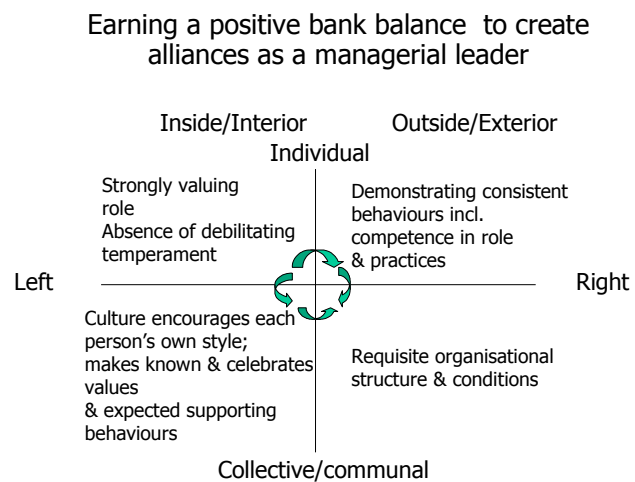 Earning a positive bank balance to create
alliances as a managerial leader
Inside/Interior
Outside/Exterior
Individual
Strongly valuing
role
Absence of debilitating
temperament
Demonstrating consistent
behaviours incl.
competence in role
& practices
Left
Right
Culture encourages each
person's own style;
makes known & celebrates
values
& expected supporting
behaviours
Requisite organisational
structure & conditions
Collective/communal